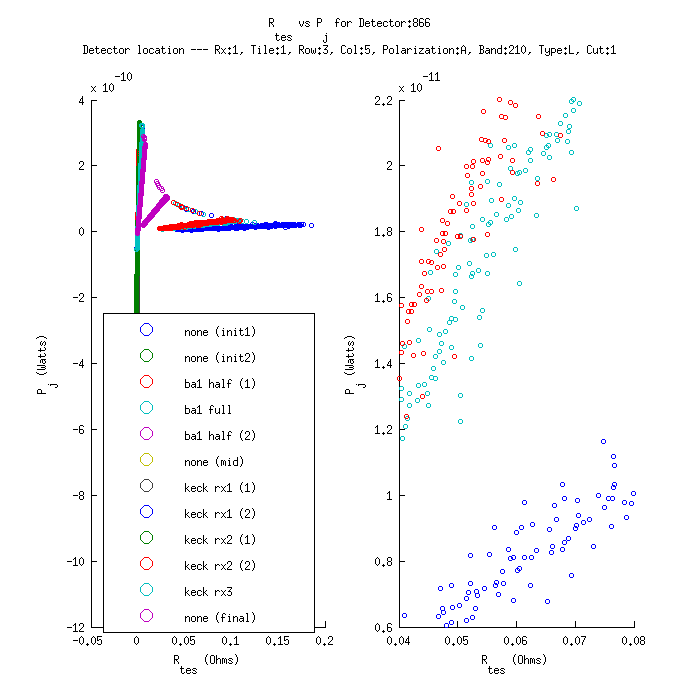 R_tes vs P_j for Detector:866
Detector location --- Rx:1, Tile:1, Row:3, Col:5, Polarization:A, Band:210, Type:L, Cut:1
x 10^-10
4
2
0
-2
-4
-6
-8
-10
-12
P_j (Watts)
-0.05 0 0.05 0.1 0.15 0.2
R_tes (Ohms)
none (init1)
none (init2)
ba1 half (1)
ba1 full
ba1 half (2)
none (mid)
keck rx1 (1)
keck rx1 (2)
keck rx2 (1)
keck rx2 (2)
keck rx3
none (final)
x 10^-11
2.2
2
1.8
1.6
1.4
1.2
1
0.8
0.6
P_j (Watts)
0.04 0.05 0.06 0.07 0.08
R_tes (Ohms)